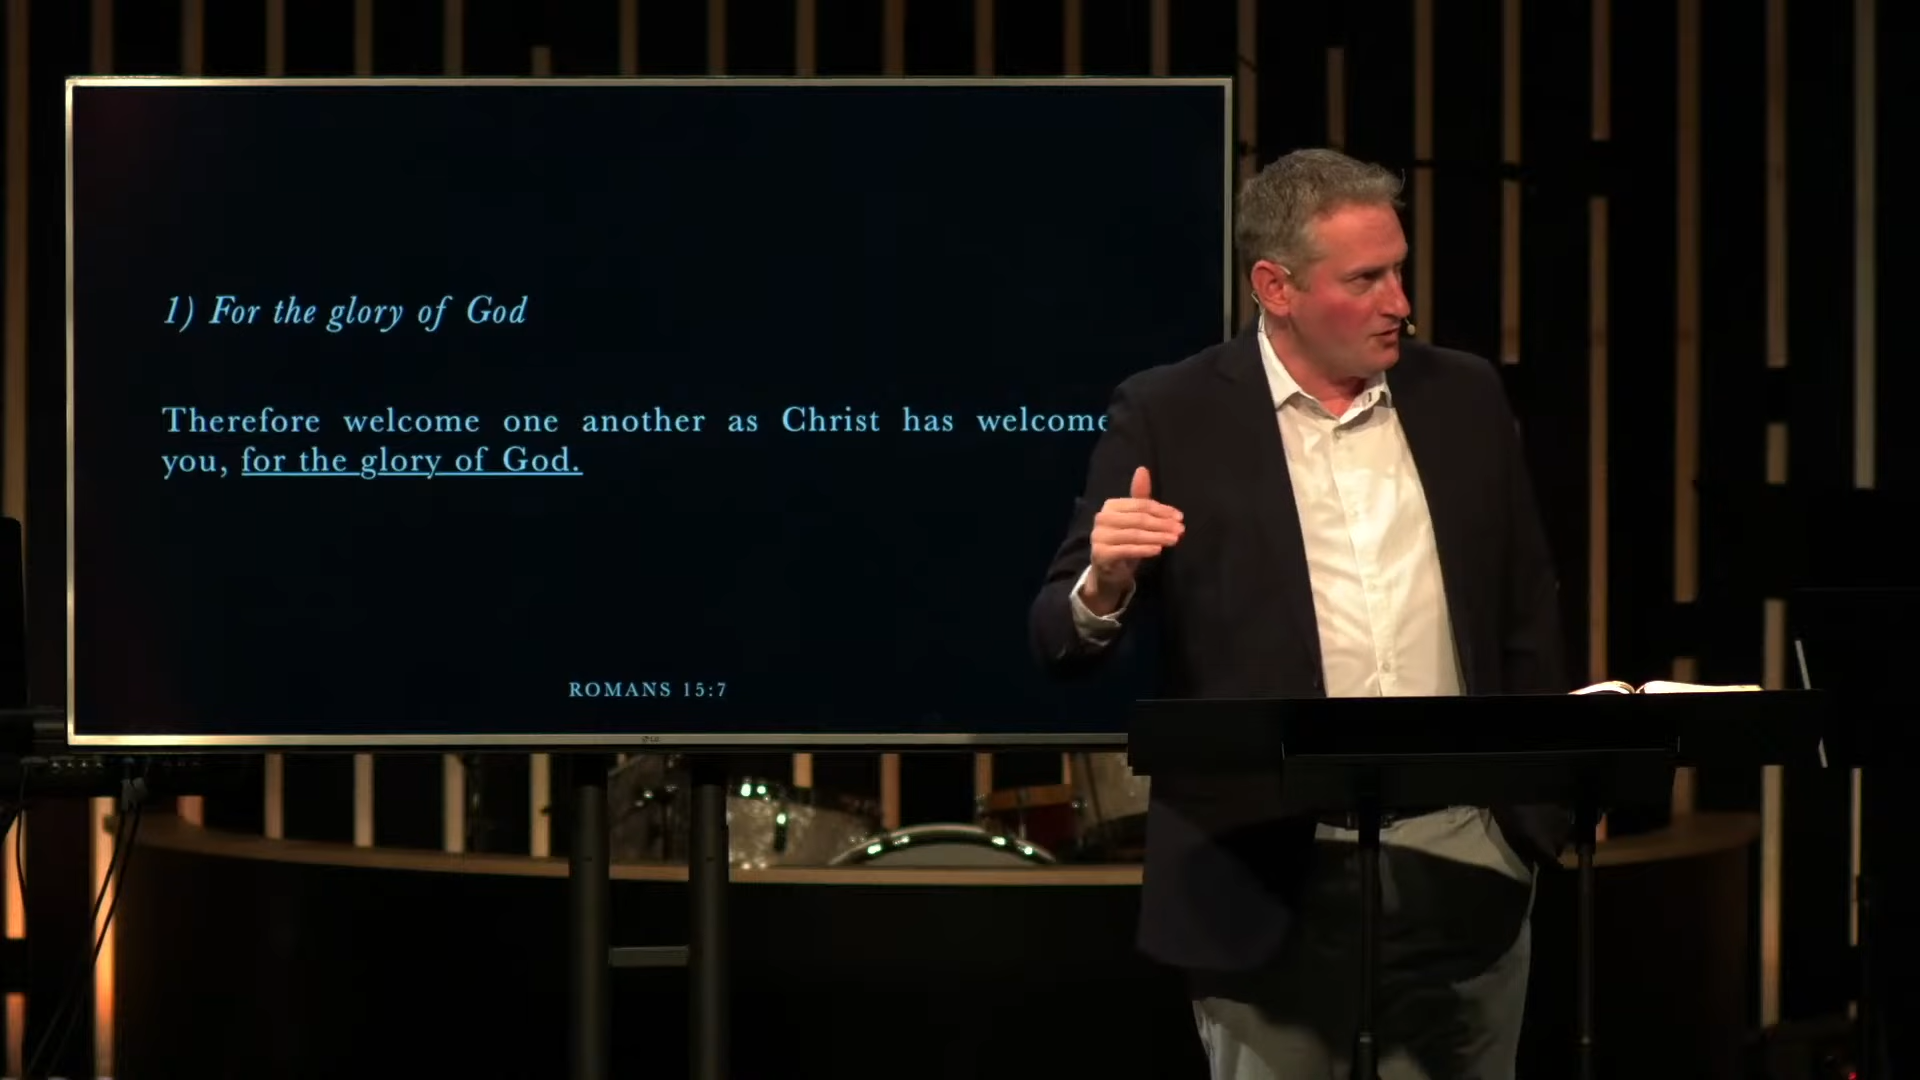 1) For the glory of God
Therefore welcome one another as Christ has welcome
you, for the glory of God.
ROMANS 15:7
LG